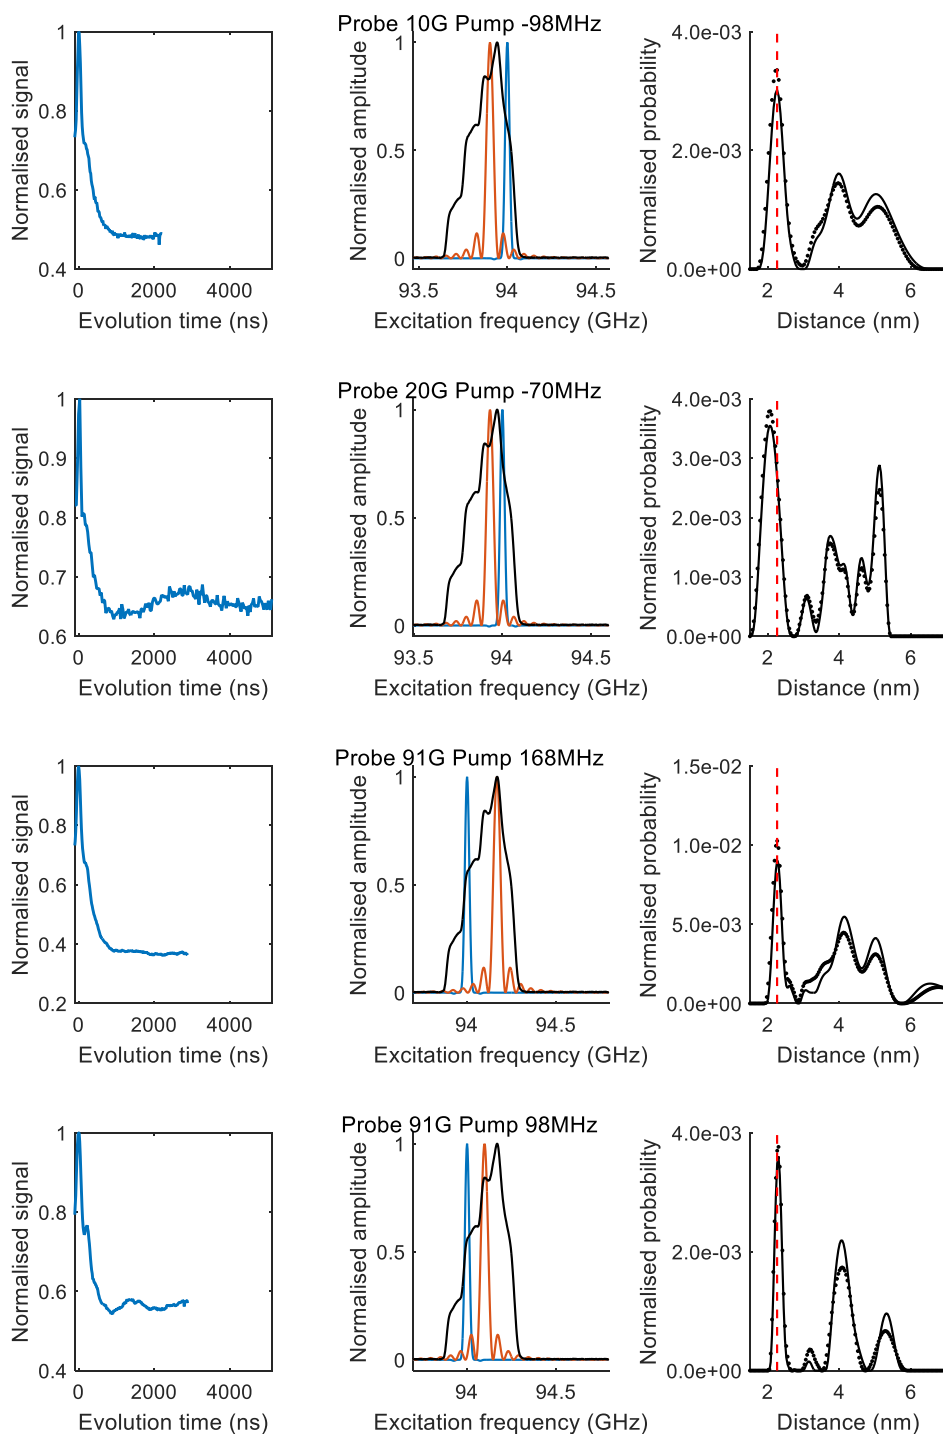 Probe 10G Pump -98MHz
Normalised signal
1
0.8
0.6
0.4
0 2000 4000
Evolution time (ns)
Normalised amplitude
1
0.5
0
93.5 94 94.5
Excitation frequency (GHz)
Normalised probability
4.0e-03
2.0e-03
0.0e+00
2 4 6
Distance (nm)
Probe 20G Pump -70MHz
Normalised signal
1
0.9
0.8
0.7
0.6
0 2000 4000
Evolution time (ns)
Normalised amplitude
1
0.5
0
93.5 94 94.5
Excitation frequency (GHz)
Normalised probability
4.0e-03
3.0e-03
2.0e-03
1.0e-03
0.0e+00
2 4 6
Distance (nm)
Probe 91G Pump 168MHz
Normalised signal
1
0.8
0.6
0.4
0.2
0 2000 4000
Evolution time (ns)
Normalised amplitude
1
0.5
0
94 94.5
Excitation frequency (GHz)
Normalised probability
1.5e-02
1.0e-02
5.0e-03
0.0e+00
2 4 6
Distance (nm)
Probe 91G Pump 98MHz
Normalised signal
1
0.8
0.6
0.4
0 2000 4000
Evolution time (ns)
Normalised amplitude
1
0.5
0
94 94.5
Excitation frequency (GHz)
Normalised probability
4.0e-03
2.0e-03
0.0e+00
2 4 6
Distance (nm)